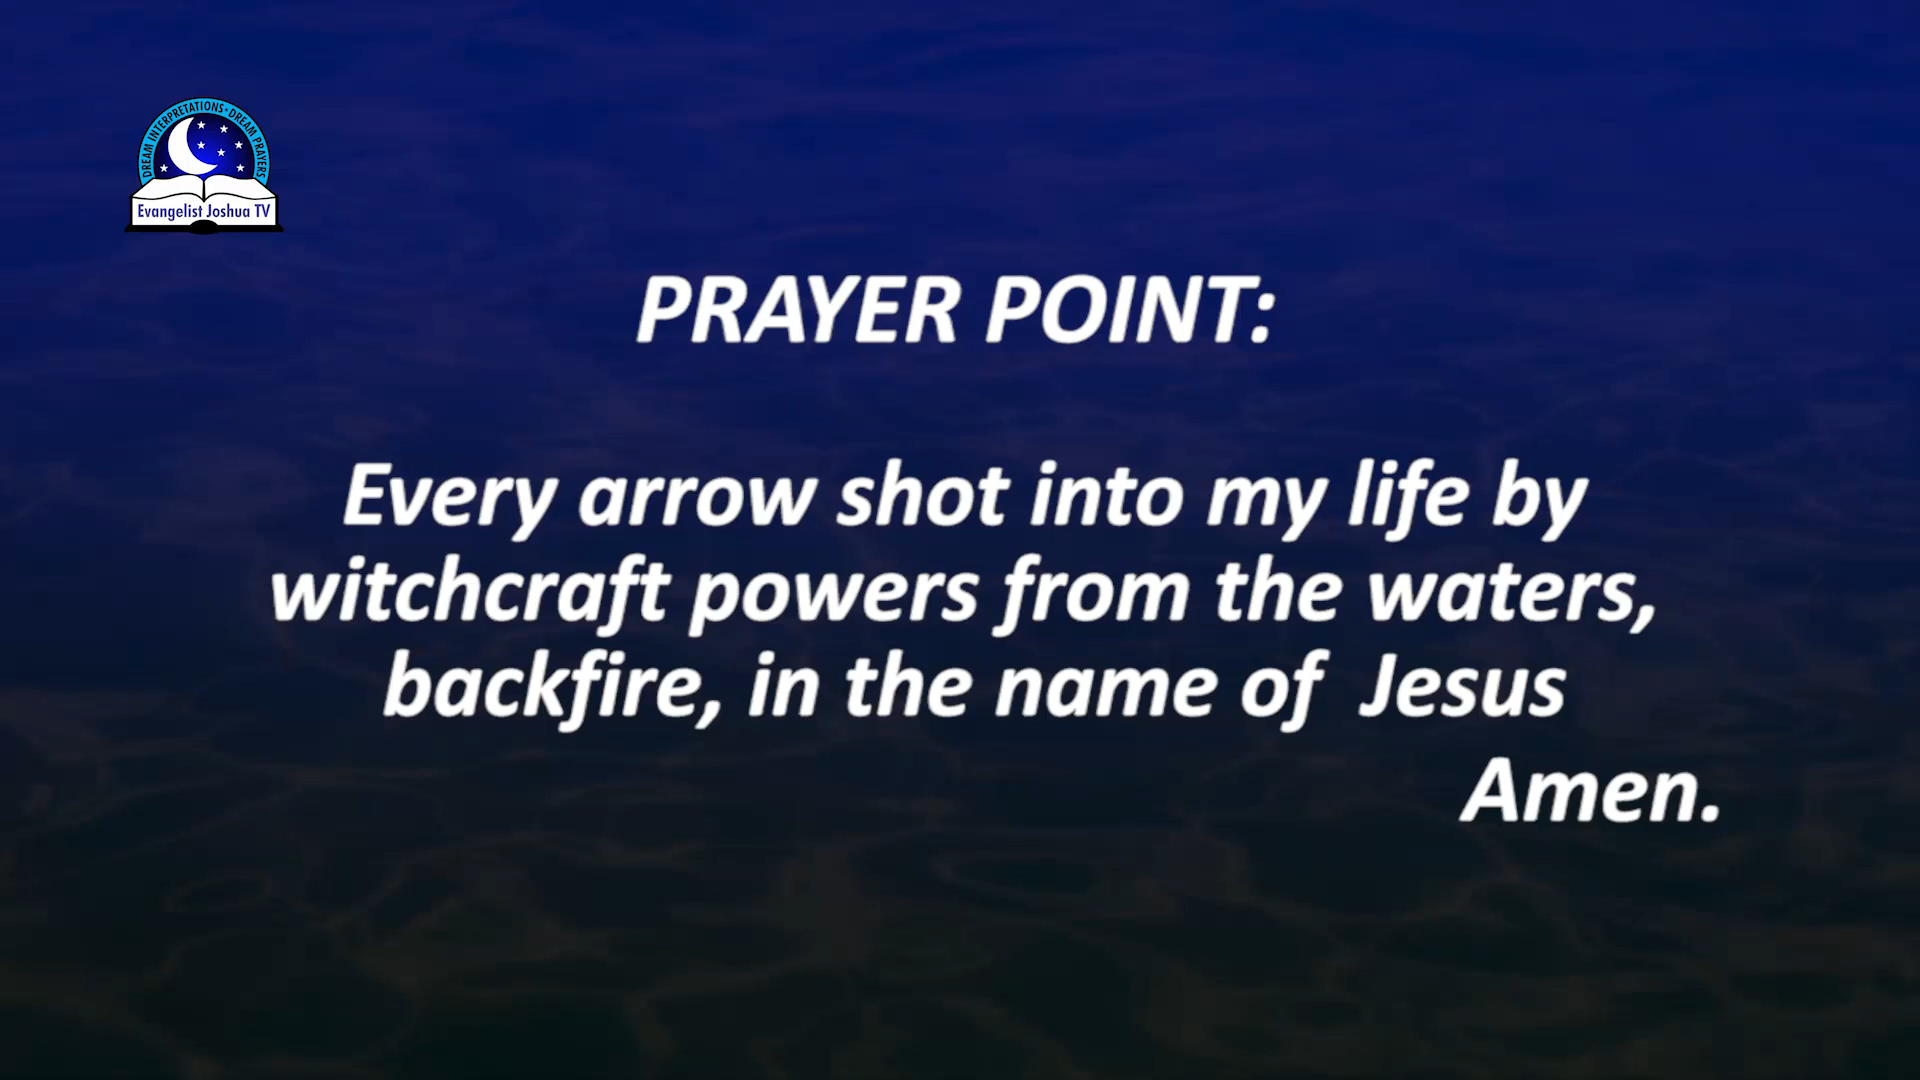 DREAM INTERPRETATIONS · DREAM PRAYERS
Evangelist Joshua TV
PRAYER POINT:
Every arrow shot into my life by
witchcraft powers from the waters,
backfire, in the name of Jesus
Amen.